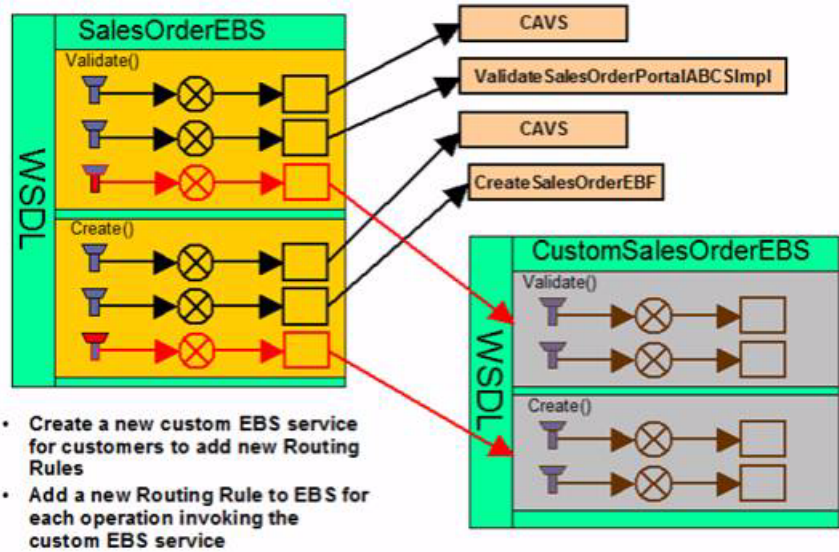 SalesOrderEBS
WSDL
Validate()
Create()
CAVS
ValidateSalesOrderPortalABCSImpl
CAVS
CreateSalesOrderEBF
CustomSalesOrderEBS
WSDL
Validate()
Create()
• Create a new custom EBS service
for customers to add new Routing
Rules
• Add a new Routing Rule to EBS for
each operation invoking the
custom EBS service